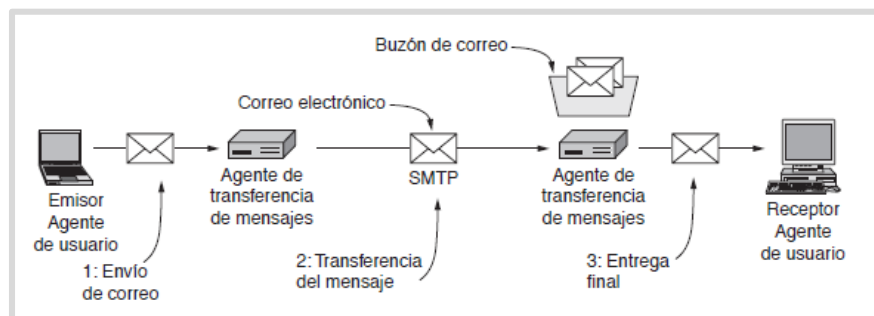 Buzón de correo
Correo electrónico
Emisor
Agente
de usuario
1: Envío
de correo
Agente de
transferencia
de mensajes
SMTP
2: Transferencia
del mensaje
Agente de
transferencia
de mensajes
3: Entrega
final
Receptor
Agente
de usuario